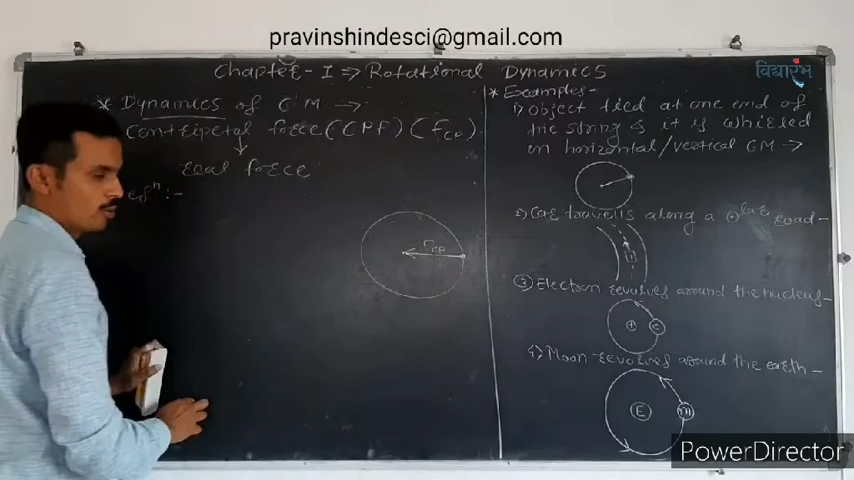 pravinshindesci@gmail.com
Chapter - I ⇒ Rotational Dynamics
विद्यारंभ
* Dynamics of C M →
Centripetal force (CPF) (Fcp)
↓
real force
efⁿ :-
Fcp
* Examples -
1) Object tied at one end of
the string & it is whirled
in horizontal/vertical CM →
2) Car travells along a ⊙lar road -
③ Electron revolves around the nucleus -
+ e
4) Moon revolves around the earth -
E m
PowerDirector